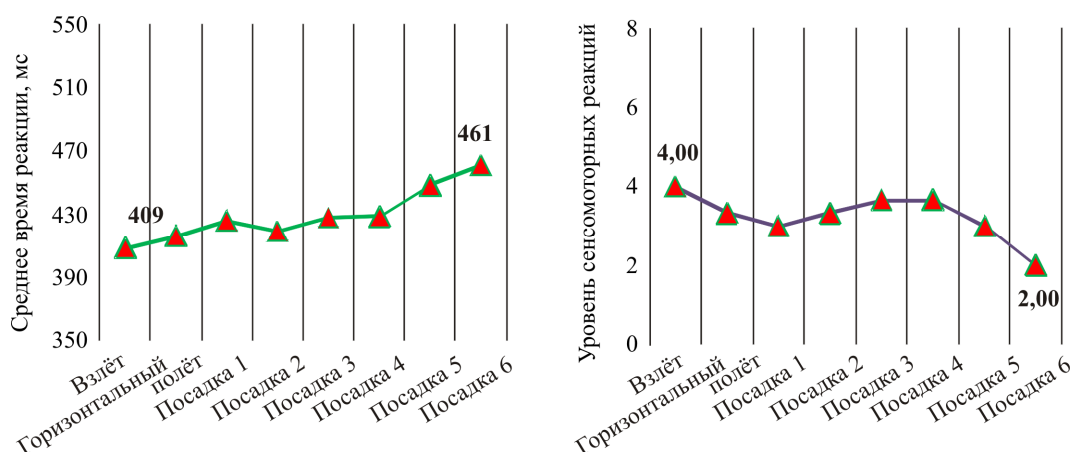 Среднее время реакции, мс
550
510
470
430
390
350
409
461
Взлёт
Горизонтальный
полёт
Посадка 1
Посадка 2
Посадка 3
Посадка 4
Посадка 5
Посадка 6
Уровень сенсомоторных реакций
8
6
4
2
0
4,00
2,00
Взлёт
Горизонтальный
полёт
Посадка 1
Посадка 2
Посадка 3
Посадка 4
Посадка 5
Посадка 6